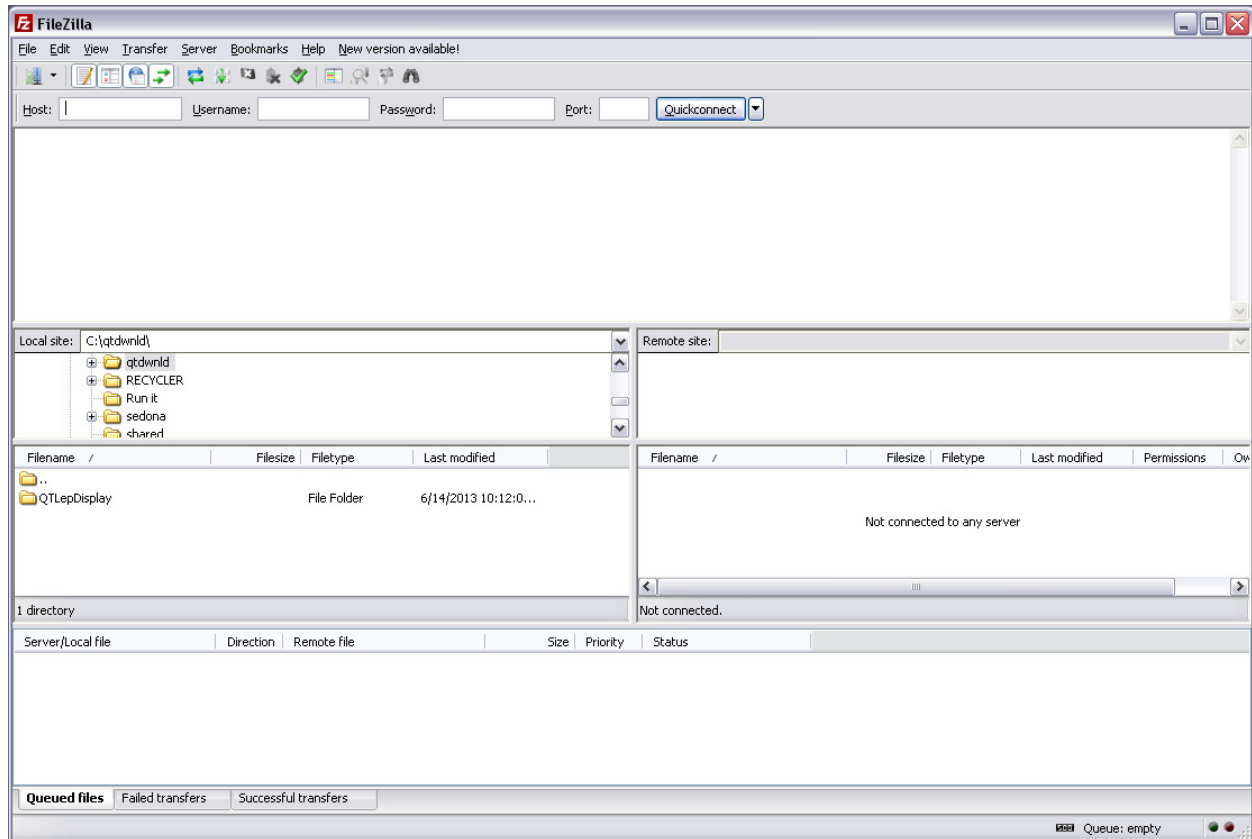 FileZilla
File Edit View Transfer Server Bookmarks Help New version available!
Host: Username: Password: Port: Quickconnect
Local site: C:\qtdwnld\
qtdwnld
RECYCLER
Run it
sedona
shared
Remote site:
Filename / Filesize Filetype Last modified
..
QTLepDisplay File Folder 6/14/2013 10:12:0...
1 directory
Filename / Filesize Filetype Last modified Permissions Ow
Not connected to any server
Not connected.
Server/Local file Direction Remote file Size Priority Status
Queued files Failed transfers Successful transfers
Queue: empty